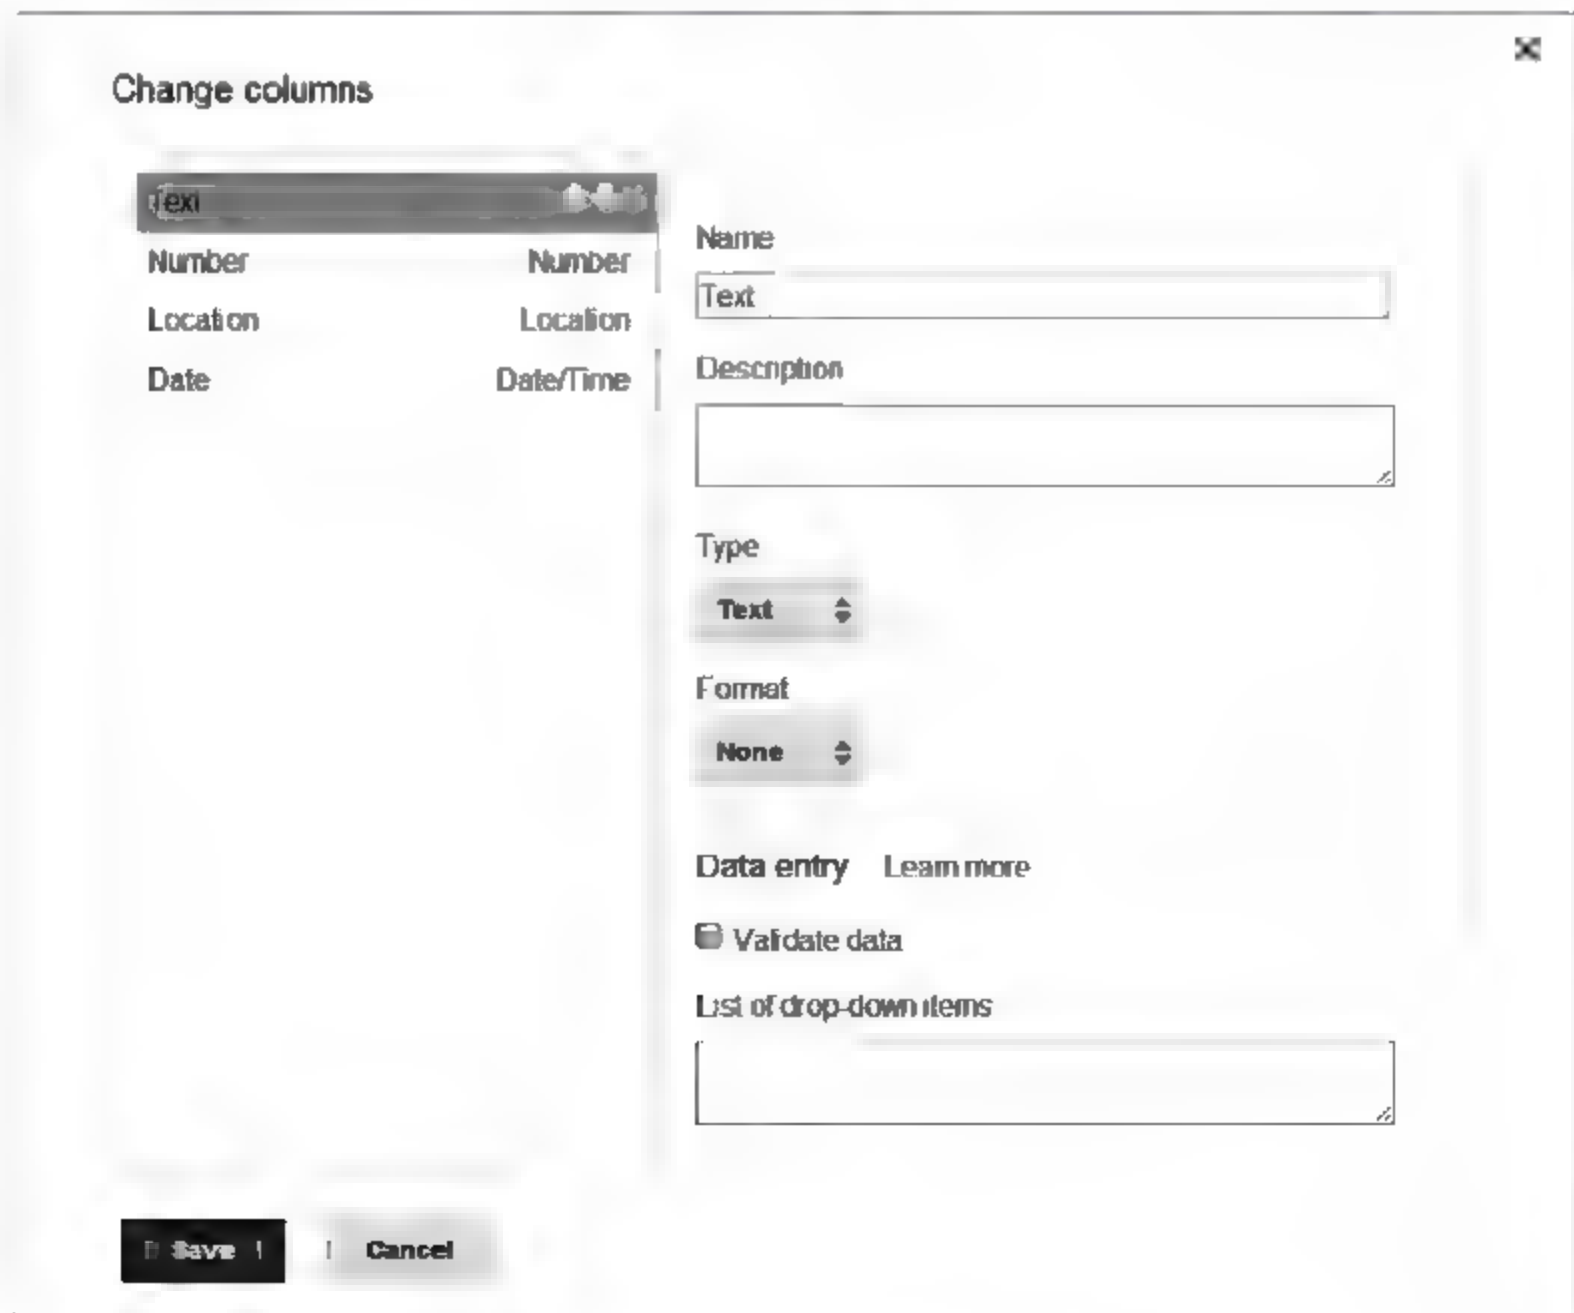 Change columns
Text
Number Number
Location Location
Date Date/Time
Name
Text
Description
Type
Text
Format
None
Data entry Learn more
Validate data
List of drop-down items
Save Cancel